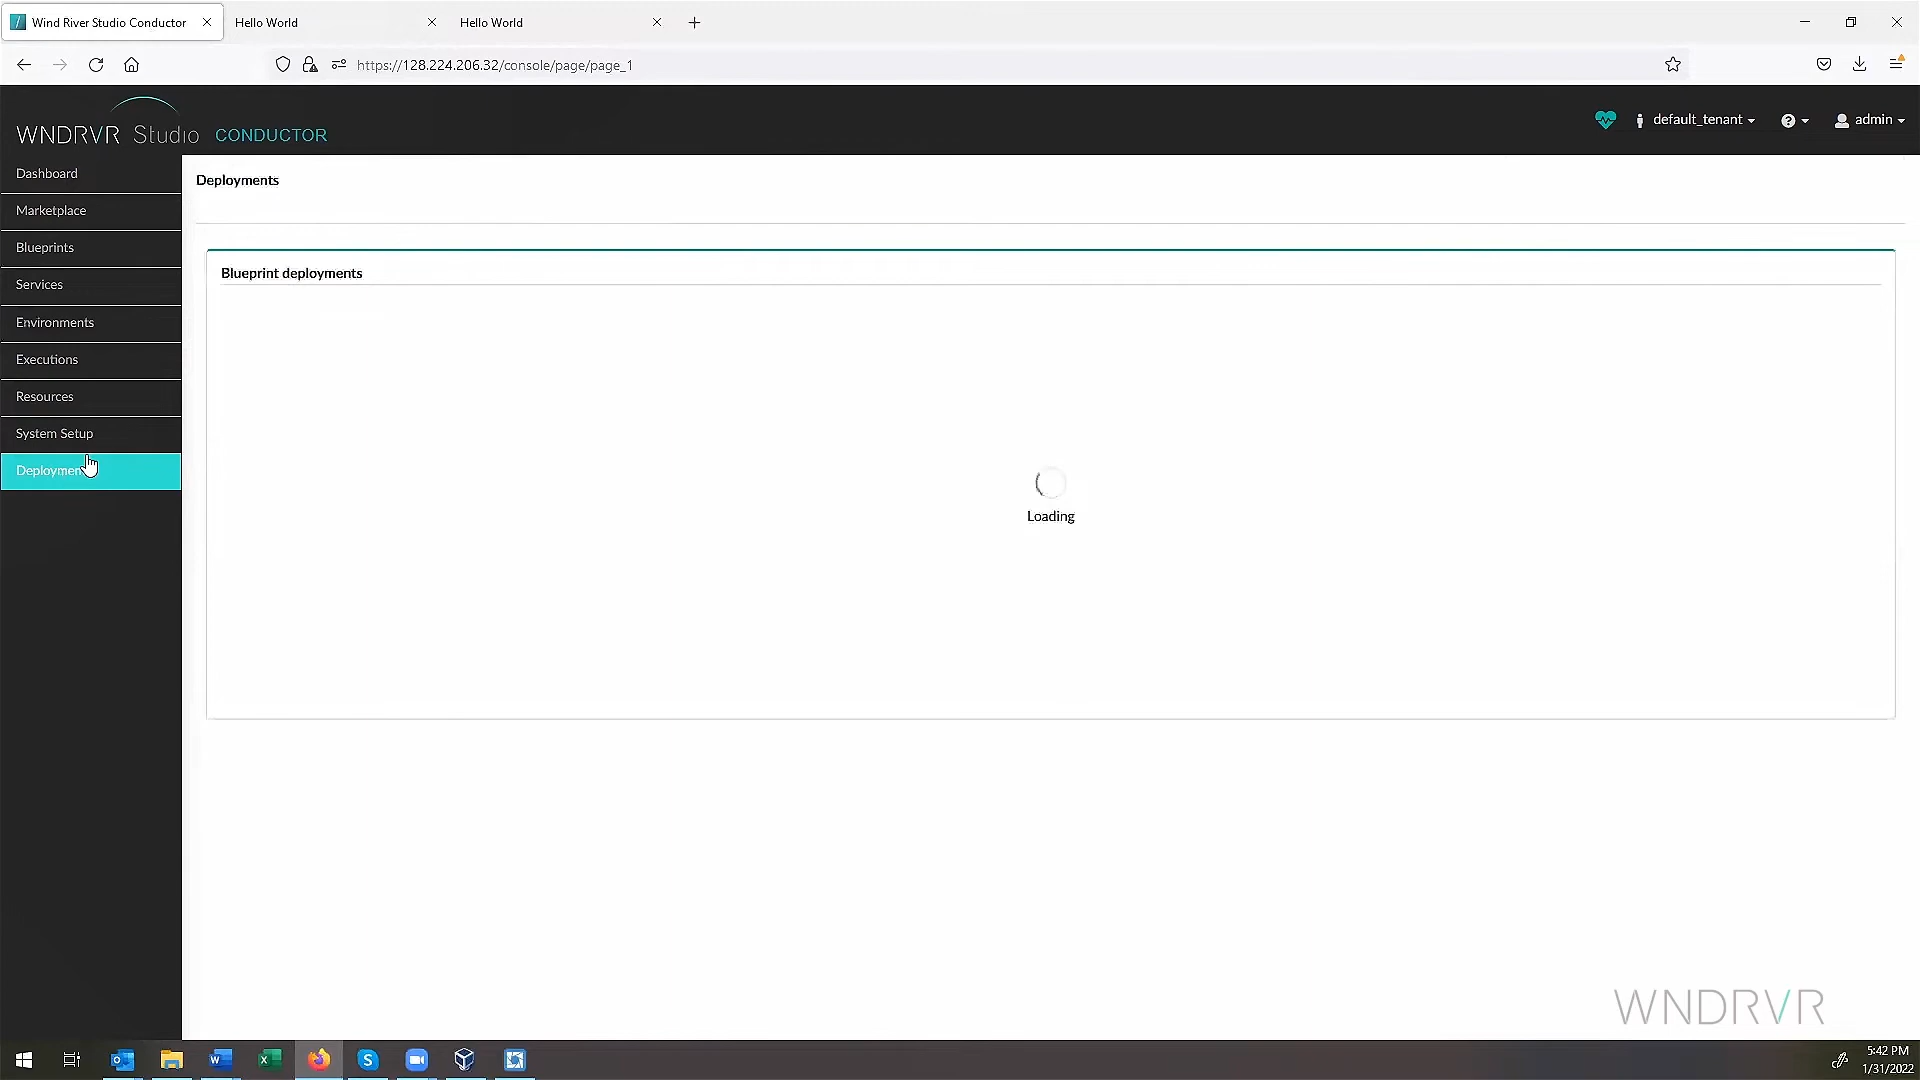 Wind River Studio Conductor
Hello World
Hello World
https://128.224.206.32/console/page/page_1
WNDRVR Studio CONDUCTOR
default_tenant
admin
Dashboard
Marketplace
Blueprints
Services
Environments
Executions
Resources
System Setup
Deploymen
Deployments
Blueprint deployments
Loading
WNDRVR
5:42 PM
1/31/2022